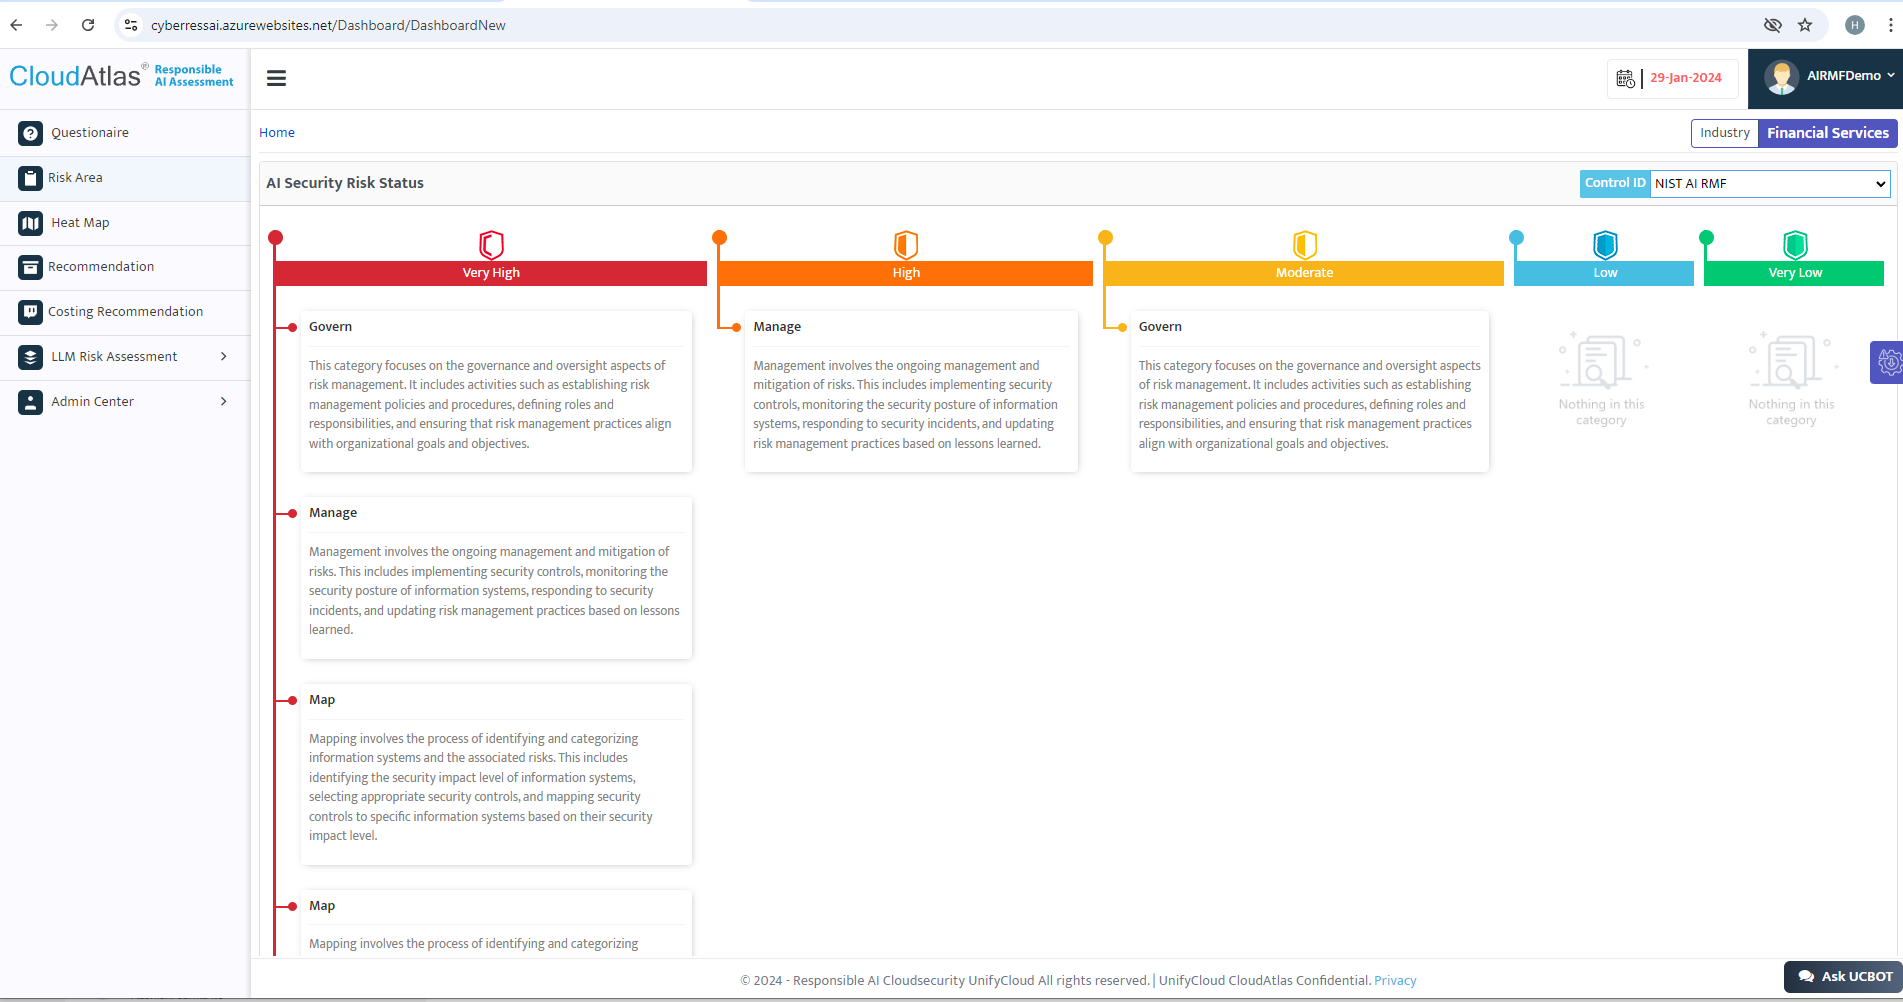 cyberressai.azurewebsites.net/Dashboard/DashboardNew
H
CloudAtlas® Responsible
AI Assessment
29-Jan-2024
AIRMFDemo
Questionaire
Risk Area
Heat Map
Recommendation
Costing Recommendation
LLM Risk Assessment
Admin Center
Home
Industry Financial Services
AI Security Risk Status
Control ID NIST AI RMF
Very High
Govern
This category focuses on the governance and oversight aspects of
risk management. It includes activities such as establishing risk
management policies and procedures, defining roles and
responsibilities, and ensuring that risk management practices align
with organizational goals and objectives.
Manage
Management involves the ongoing management and mitigation of
risks. This includes implementing security controls, monitoring the
security posture of information systems, responding to security
incidents, and updating risk management practices based on lessons
learned.
Map
Mapping involves the process of identifying and categorizing
information systems and the associated risks. This includes
identifying the security impact level of information systems,
selecting appropriate security controls, and mapping security
controls to specific information systems based on their security
impact level.
Map
Mapping involves the process of identifying and categorizing
High
Manage
Management involves the ongoing management and
mitigation of risks. This includes implementing security
controls, monitoring the security posture of information
systems, responding to security incidents, and updating
risk management practices based on lessons learned.
Moderate
Govern
This category focuses on the governance and oversight aspects
of risk management. It includes activities such as establishing
risk management policies and procedures, defining roles and
responsibilities, and ensuring that risk management practices
align with organizational goals and objectives.
Low
Nothing in this
category
Very Low
Nothing in this
category
© 2024 - Responsible AI Cloudsecurity UnifyCloud All rights reserved. | UnifyCloud CloudAtlas Confidential. Privacy
Ask UCBOT